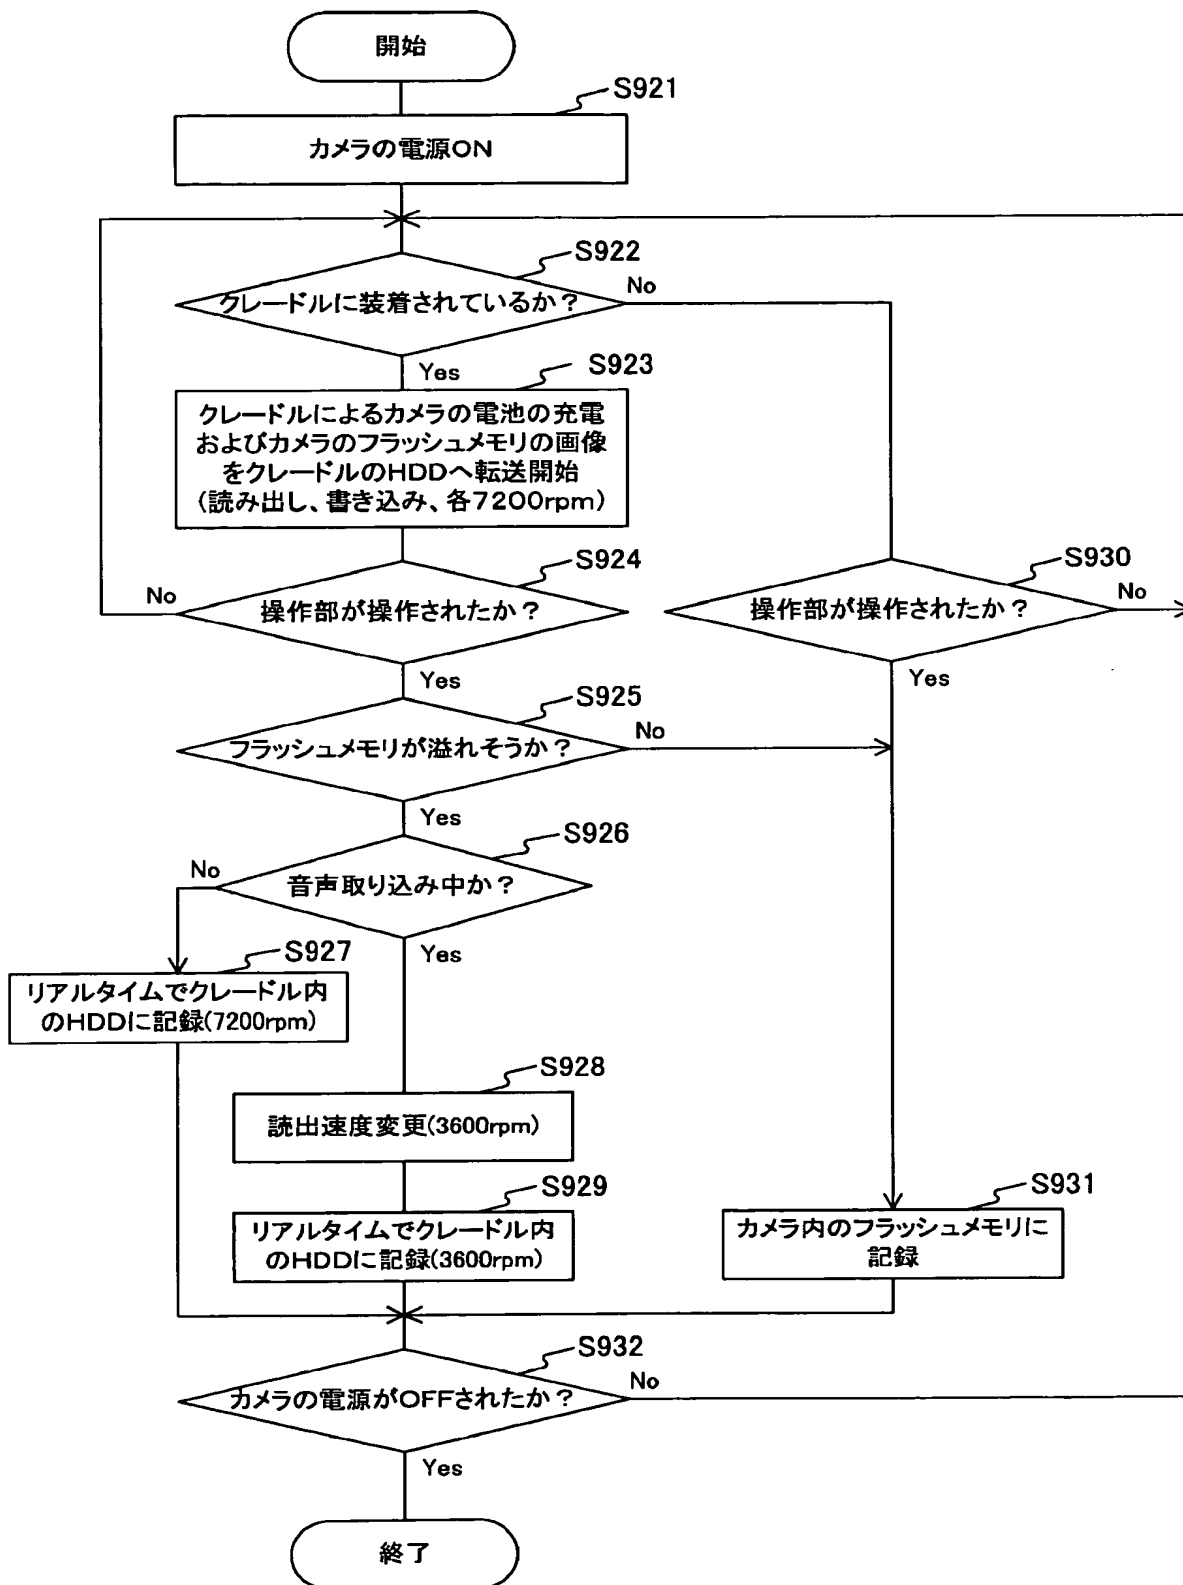 開始
S921
カメラの電源ON
S922
クレードルに装着されているか？
No
Yes
S923
クレードルによるカメラの電池の充電
およびカメラのフラッシュメモリの画像
をクレードルのHDDへ転送開始
(読み出し、書き込み、各7200rpm)
S924
No
操作部が操作されたか？
Yes
S930
操作部が操作されたか？
No
Yes
S925
フラッシュメモリが溢れそうか？
No
Yes
S926
No
音声取り込み中か？
Yes
S927
リアルタイムでクレードル内
のHDDに記録(7200rpm)
S928
読出速度変更(3600rpm)
S929
リアルタイムでクレードル内
のHDDに記録(3600rpm)
S931
カメラ内のフラッシュメモリに
記録
S932
カメラの電源がOFFされたか？
No
Yes
終了